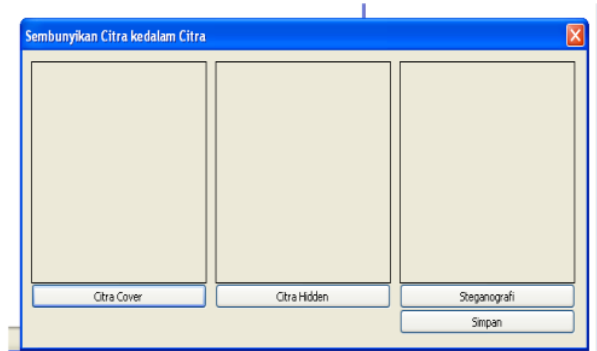 Sembunyikan Citra kedalam Citra
Citra Cover
Citra Hidden
Steganografi
Simpan